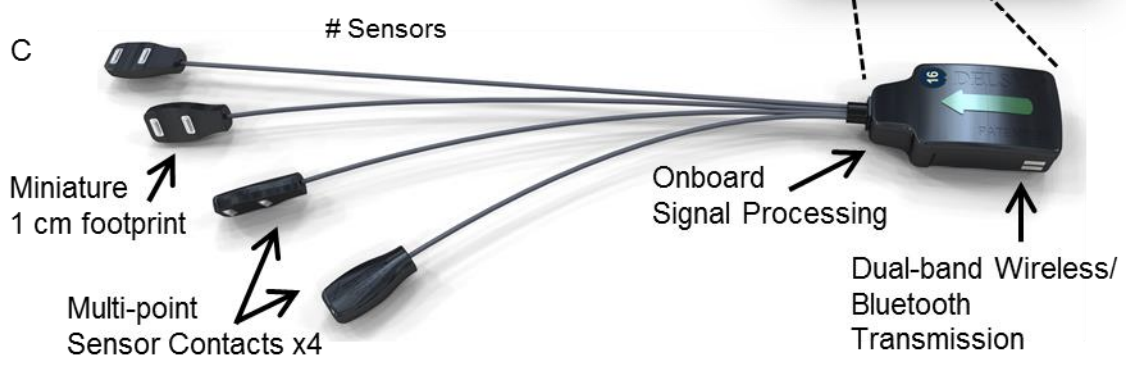 # Sensors
C
16
DELS
Miniature
1 cm footprint
Onboard
Signal Processing
Multi-point
Sensor Contacts x4
Dual-band Wireless/
Bluetooth
Transmission